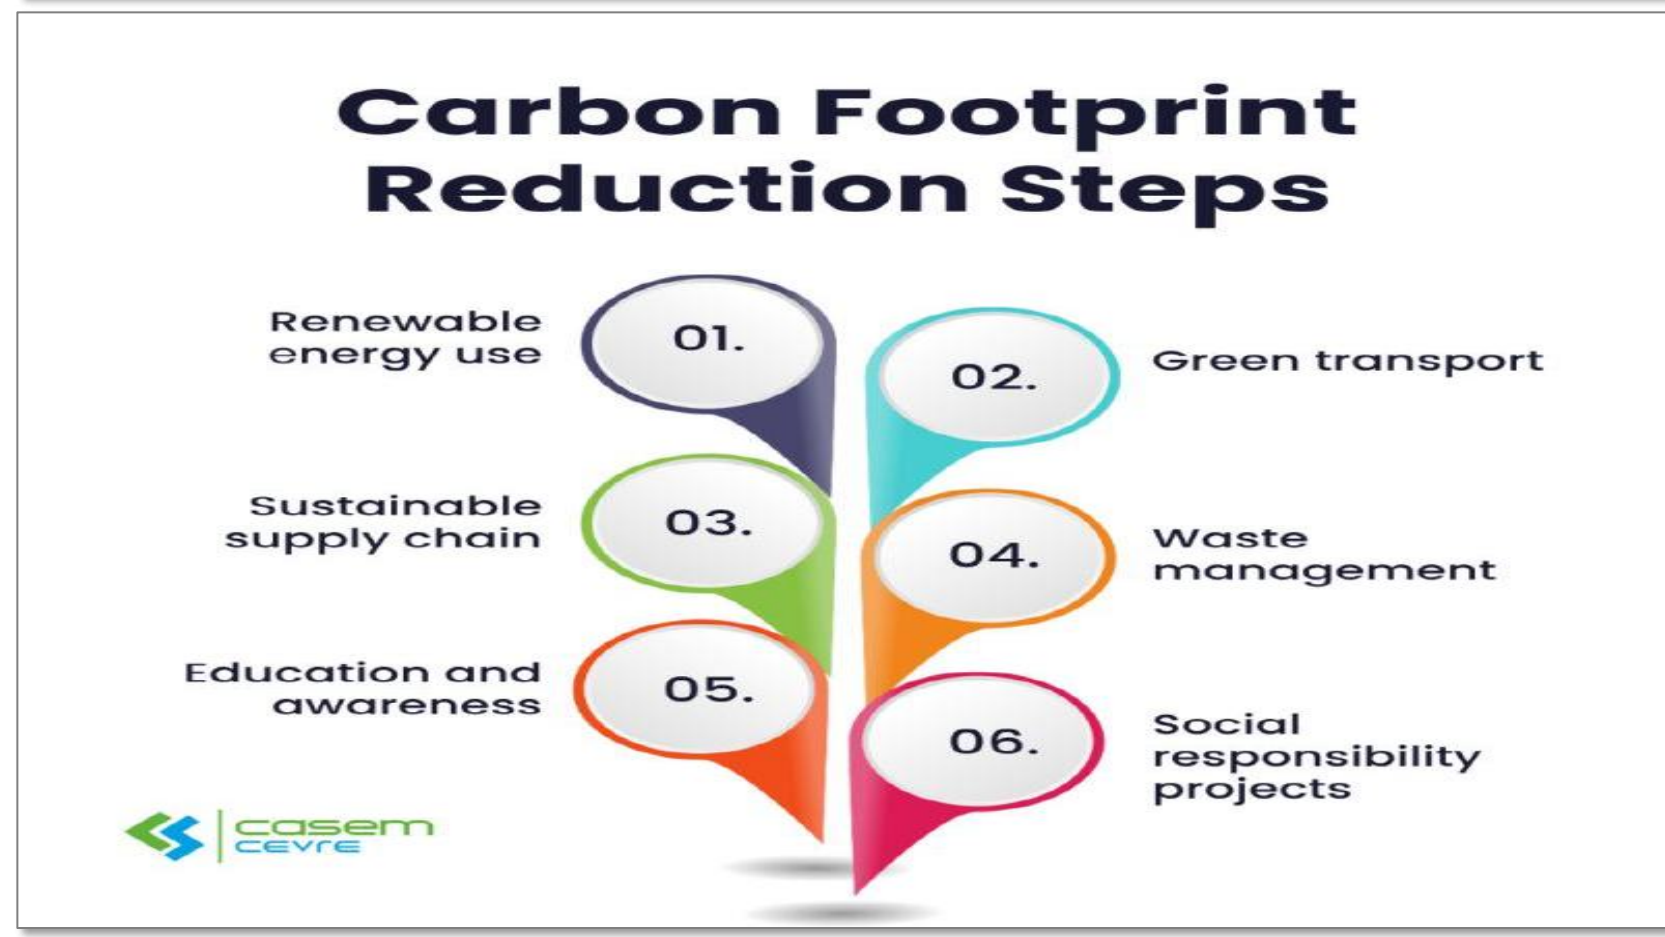 Carbon Footprint
Reduction Steps
01.
Renewable
energy use
02.
Green transport
03.
Sustainable
supply chain
04.
Waste
management
05.
Education and
awareness
06.
Social
responsibility
projects
casem
cevre